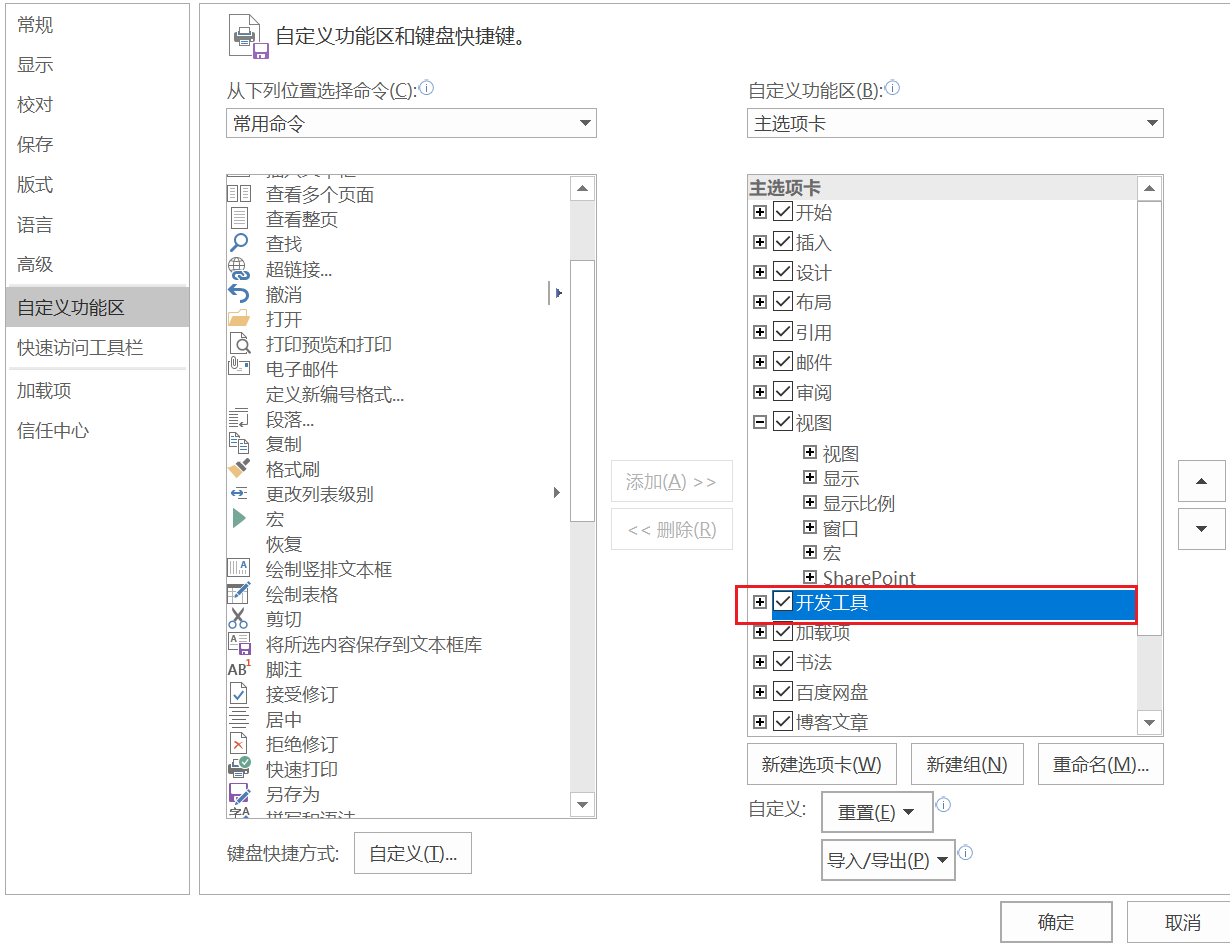 常规
显示
校对
保存
版式
语言
高级
自定义功能区
快速访问工具栏
加载项
信任中心
自定义功能区和键盘快捷键。
从下列位置选择命令(C):
常用命令
查看多个页面
查看整页
查找
超链接...
撤消
打开
打印预览和打印
电子邮件
定义新编号格式...
段落...
复制
格式刷
更改列表级别
宏
恢复
绘制竖排文本框
绘制表格
剪切
将所选内容保存到文本框库
AB1 脚注
接受修订
居中
拒绝修订
快速打印
另存为
键盘快捷方式:
自定义(T)...
添加(A) >>
<< 删除(R)
自定义功能区(B):
主选项卡
主选项卡
开始
插入
设计
布局
引用
邮件
审阅
视图
视图
显示
显示比例
窗口
宏
SharePoint
开发工具
加载项
书法
百度网盘
博客文章
新建选项卡(W)
新建组(N)
重命名(M)...
自定义:
重置(E)
导入/导出(P)
确定
取消